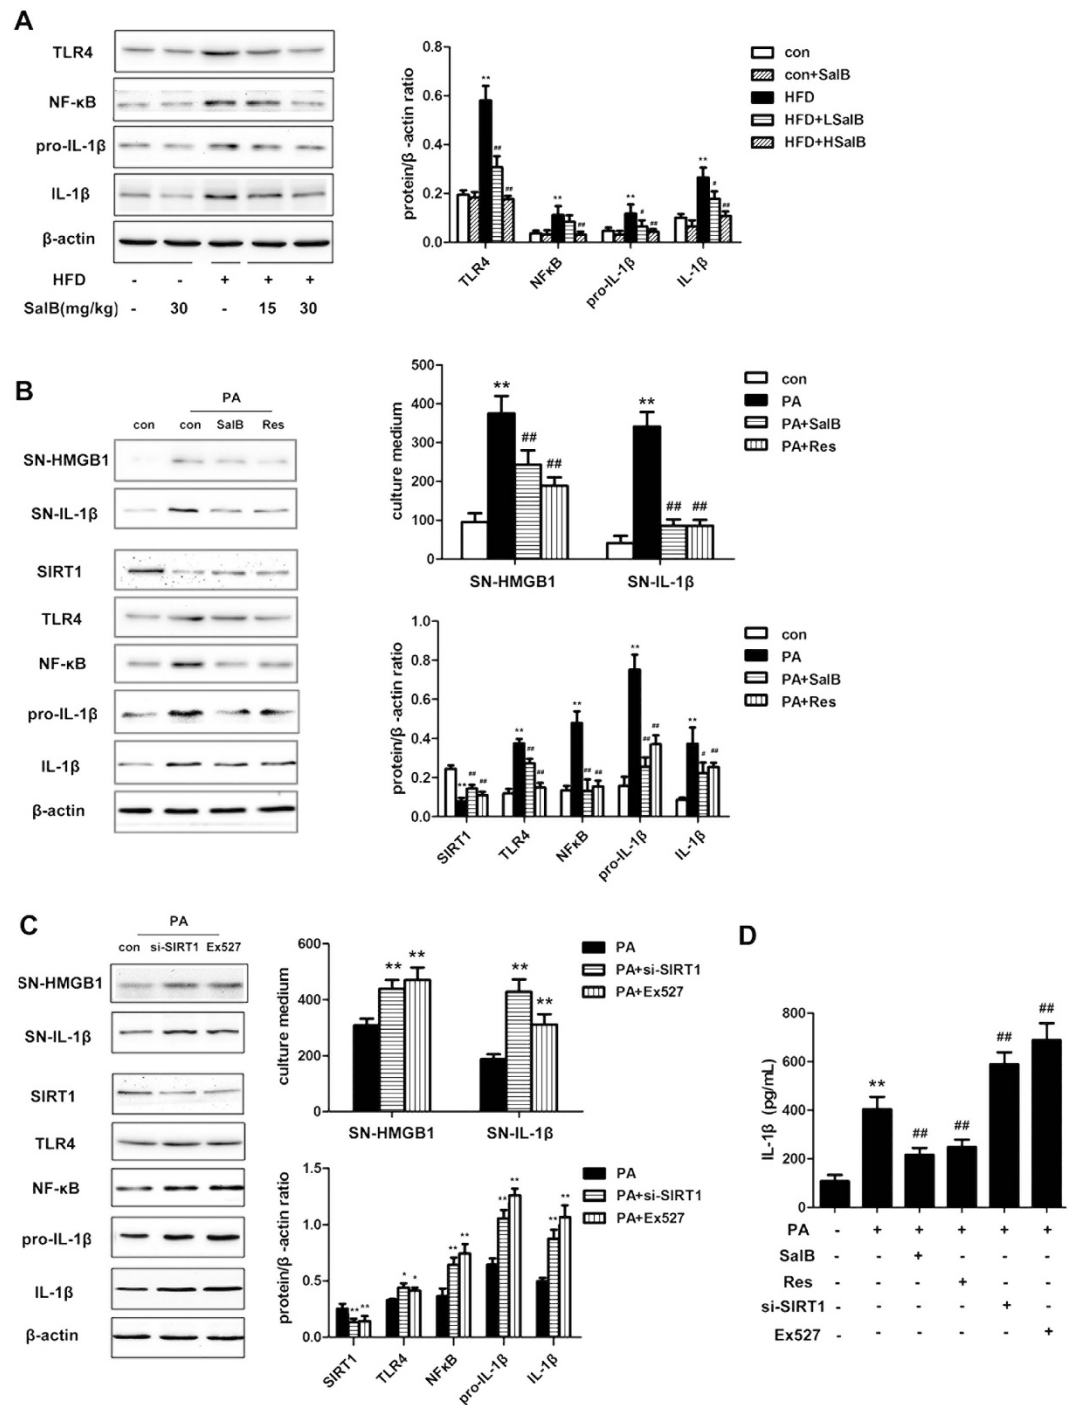 A
TLR4
NF-κB
pro-IL-1β
IL-1β
β-actin
HFD - - + + +
SalB(mg/kg) - 30 - 15 30
protein/β -actin ratio
0.8
0.6
0.4
0.2
0.0
** ## ##
** ##
** # ##
** # ##
TLR4
NFκB
pro-IL-1β
IL-1β
con
con+SalB
HFD
HFD+LSalB
HFD+HSalB
B
PA
con con SalB Res
SN-HMGB1
SN-IL-1β
SIRT1
TLR4
NF-κB
pro-IL-1β
IL-1β
β-actin
culture medium
500
400
300
200
100
0
** ## ##
** ## ##
SN-HMGB1 SN-IL-1β
con
PA
PA+SalB
PA+Res
protein/β -actin ratio
1.0
0.8
0.6
0.4
0.2
0.0
** ## ##
** ## ##
** ## ##
** ## ##
** # ##
SIRT1
TLR4
NFκB
pro-IL-1β
IL-1β
con
PA
PA+SalB
PA+Res
C
PA
con si-SIRT1 Ex527
SN-HMGB1
SN-IL-1β
SIRT1
TLR4
NF-κB
pro-IL-1β
IL-1β
β-actin
culture medium
600
400
200
0
** **
** **
SN-HMGB1 SN-IL-1β
PA
PA+si-SIRT1
PA+Ex527
protein/β -actin ratio
1.5
1.0
0.5
0.0
** **
* *
** **
** **
** **
SIRT1
TLR4
NFκB
pro-IL-1β
IL-1β
PA
PA+si-SIRT1
PA+Ex527
D
IL-1β (pg/mL)
800
600
400
200
0
** ## ## ## ##
PA - + + + + +
SalB - - + - - -
Res - - - + - -
si-SIRT1 - - - - + -
Ex527 - - - - - +